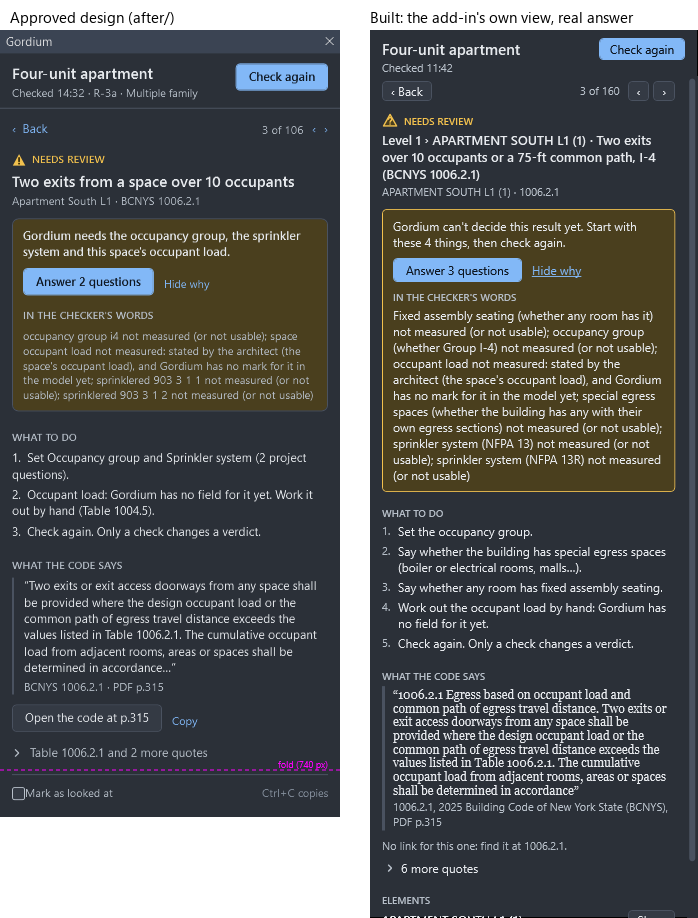 Approved design (after/)
Gordium
Four-unit apartment
Check again
Checked 14:32 · R-3a · Multiple family
‹ Back
3 of 106 ‹ ›
NEEDS REVIEW
Two exits from a space over 10 occupants
Apartment South L1 · BCNYS 1006.2.1
Gordium needs the occupancy group, the sprinkler
system and this space's occupant load.
Answer 2 questions
Hide why
IN THE CHECKER'S WORDS
occupancy group i4 not measured (or not usable); space
occupant load not measured: stated by the architect (the
space's occupant load), and Gordium has no mark for it in
the model yet; sprinklered 903 3 1 1 not measured (or not
usable); sprinklered 903 3 1 2 not measured (or not usable)
WHAT TO DO
1. Set Occupancy group and Sprinkler system (2 project
questions).
2. Occupant load: Gordium has no field for it yet. Work it
out by hand (Table 1004.5).
3. Check again. Only a check changes a verdict.
WHAT THE CODE SAYS
“Two exits or exit access doorways from any space shall
be provided where the design occupant load or the
common path of egress travel distance exceeds the
values listed in Table 1006.2.1. The cumulative occupant
load from adjacent rooms, areas or spaces shall be
determined in accordance…”
BCNYS 1006.2.1 · PDF p.315
Open the code at p.315
Copy
Table 1006.2.1 and 2 more quotes
fold (740 px)
Mark as looked at
Ctrl+C copies
Built: the add-in's own view, real answer
Four-unit apartment
Check again
Checked 11:42
‹ Back
3 of 160 ‹ ›
NEEDS REVIEW
Level 1 › APARTMENT SOUTH L1 (1) · Two exits
over 10 occupants or a 75-ft common path, I-4
(BCNYS 1006.2.1)
APARTMENT SOUTH L1 (1) · 1006.2.1
Gordium can't decide this result yet. Start with
these 4 things, then check again.
Answer 3 questions
Hide why
IN THE CHECKER'S WORDS
Fixed assembly seating (whether any room has it)
not measured (or not usable); occupancy group
(whether Group I-4) not measured (or not usable);
occupant load not measured: stated by the
architect (the space's occupant load), and Gordium
has no mark for it in the model yet; special egress
spaces (whether the building has any with their
own egress sections) not measured (or not usable);
sprinkler system (NFPA 13) not measured (or not
usable); sprinkler system (NFPA 13R) not measured
(or not usable)
WHAT TO DO
1. Set the occupancy group.
2. Say whether the building has special egress spaces
(boiler or electrical rooms, malls…).
3. Say whether any room has fixed assembly seating.
4. Work out the occupant load by hand: Gordium has
no field for it yet.
5. Check again. Only a check changes a verdict.
WHAT THE CODE SAYS
“1006.2.1 Egress based on occupant load and
common path of egress travel distance. Two exits or
exit access doorways from any space shall be
provided where the design occupant load or the
common path of egress travel distance exceeds the
values listed in Table 1006.2.1. The cumulative
occupant load from adjacent rooms, areas or spaces
shall be determined in accordance”
1006.2.1, 2025 Building Code of New York State (BCNYS),
PDF p.315
No link for this one: find it at 1006.2.1.
6 more quotes
ELEMENTS
APARTMENT SOUTH L1 (1)